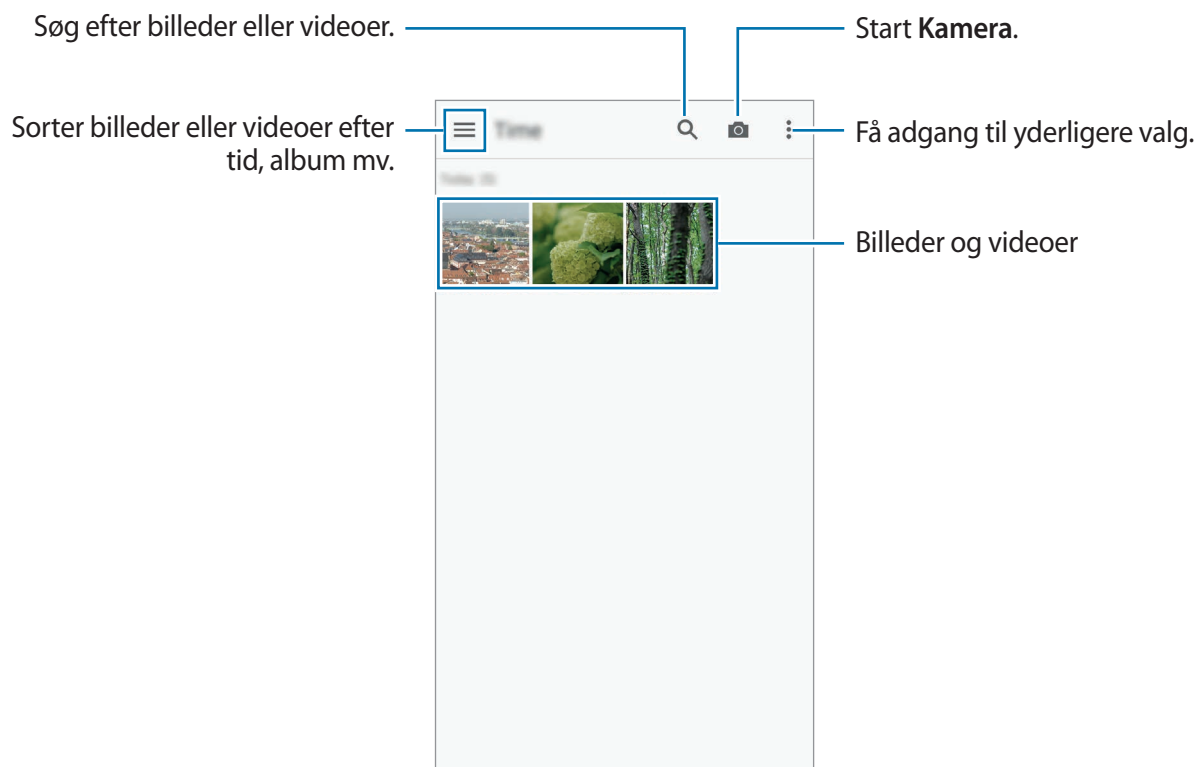 Søg efter billeder eller videoer.
Start Kamera.
Sorter billeder eller videoer efter
tid, album mv.
Time
Få adgang til yderligere valg.
Billeder og videoer